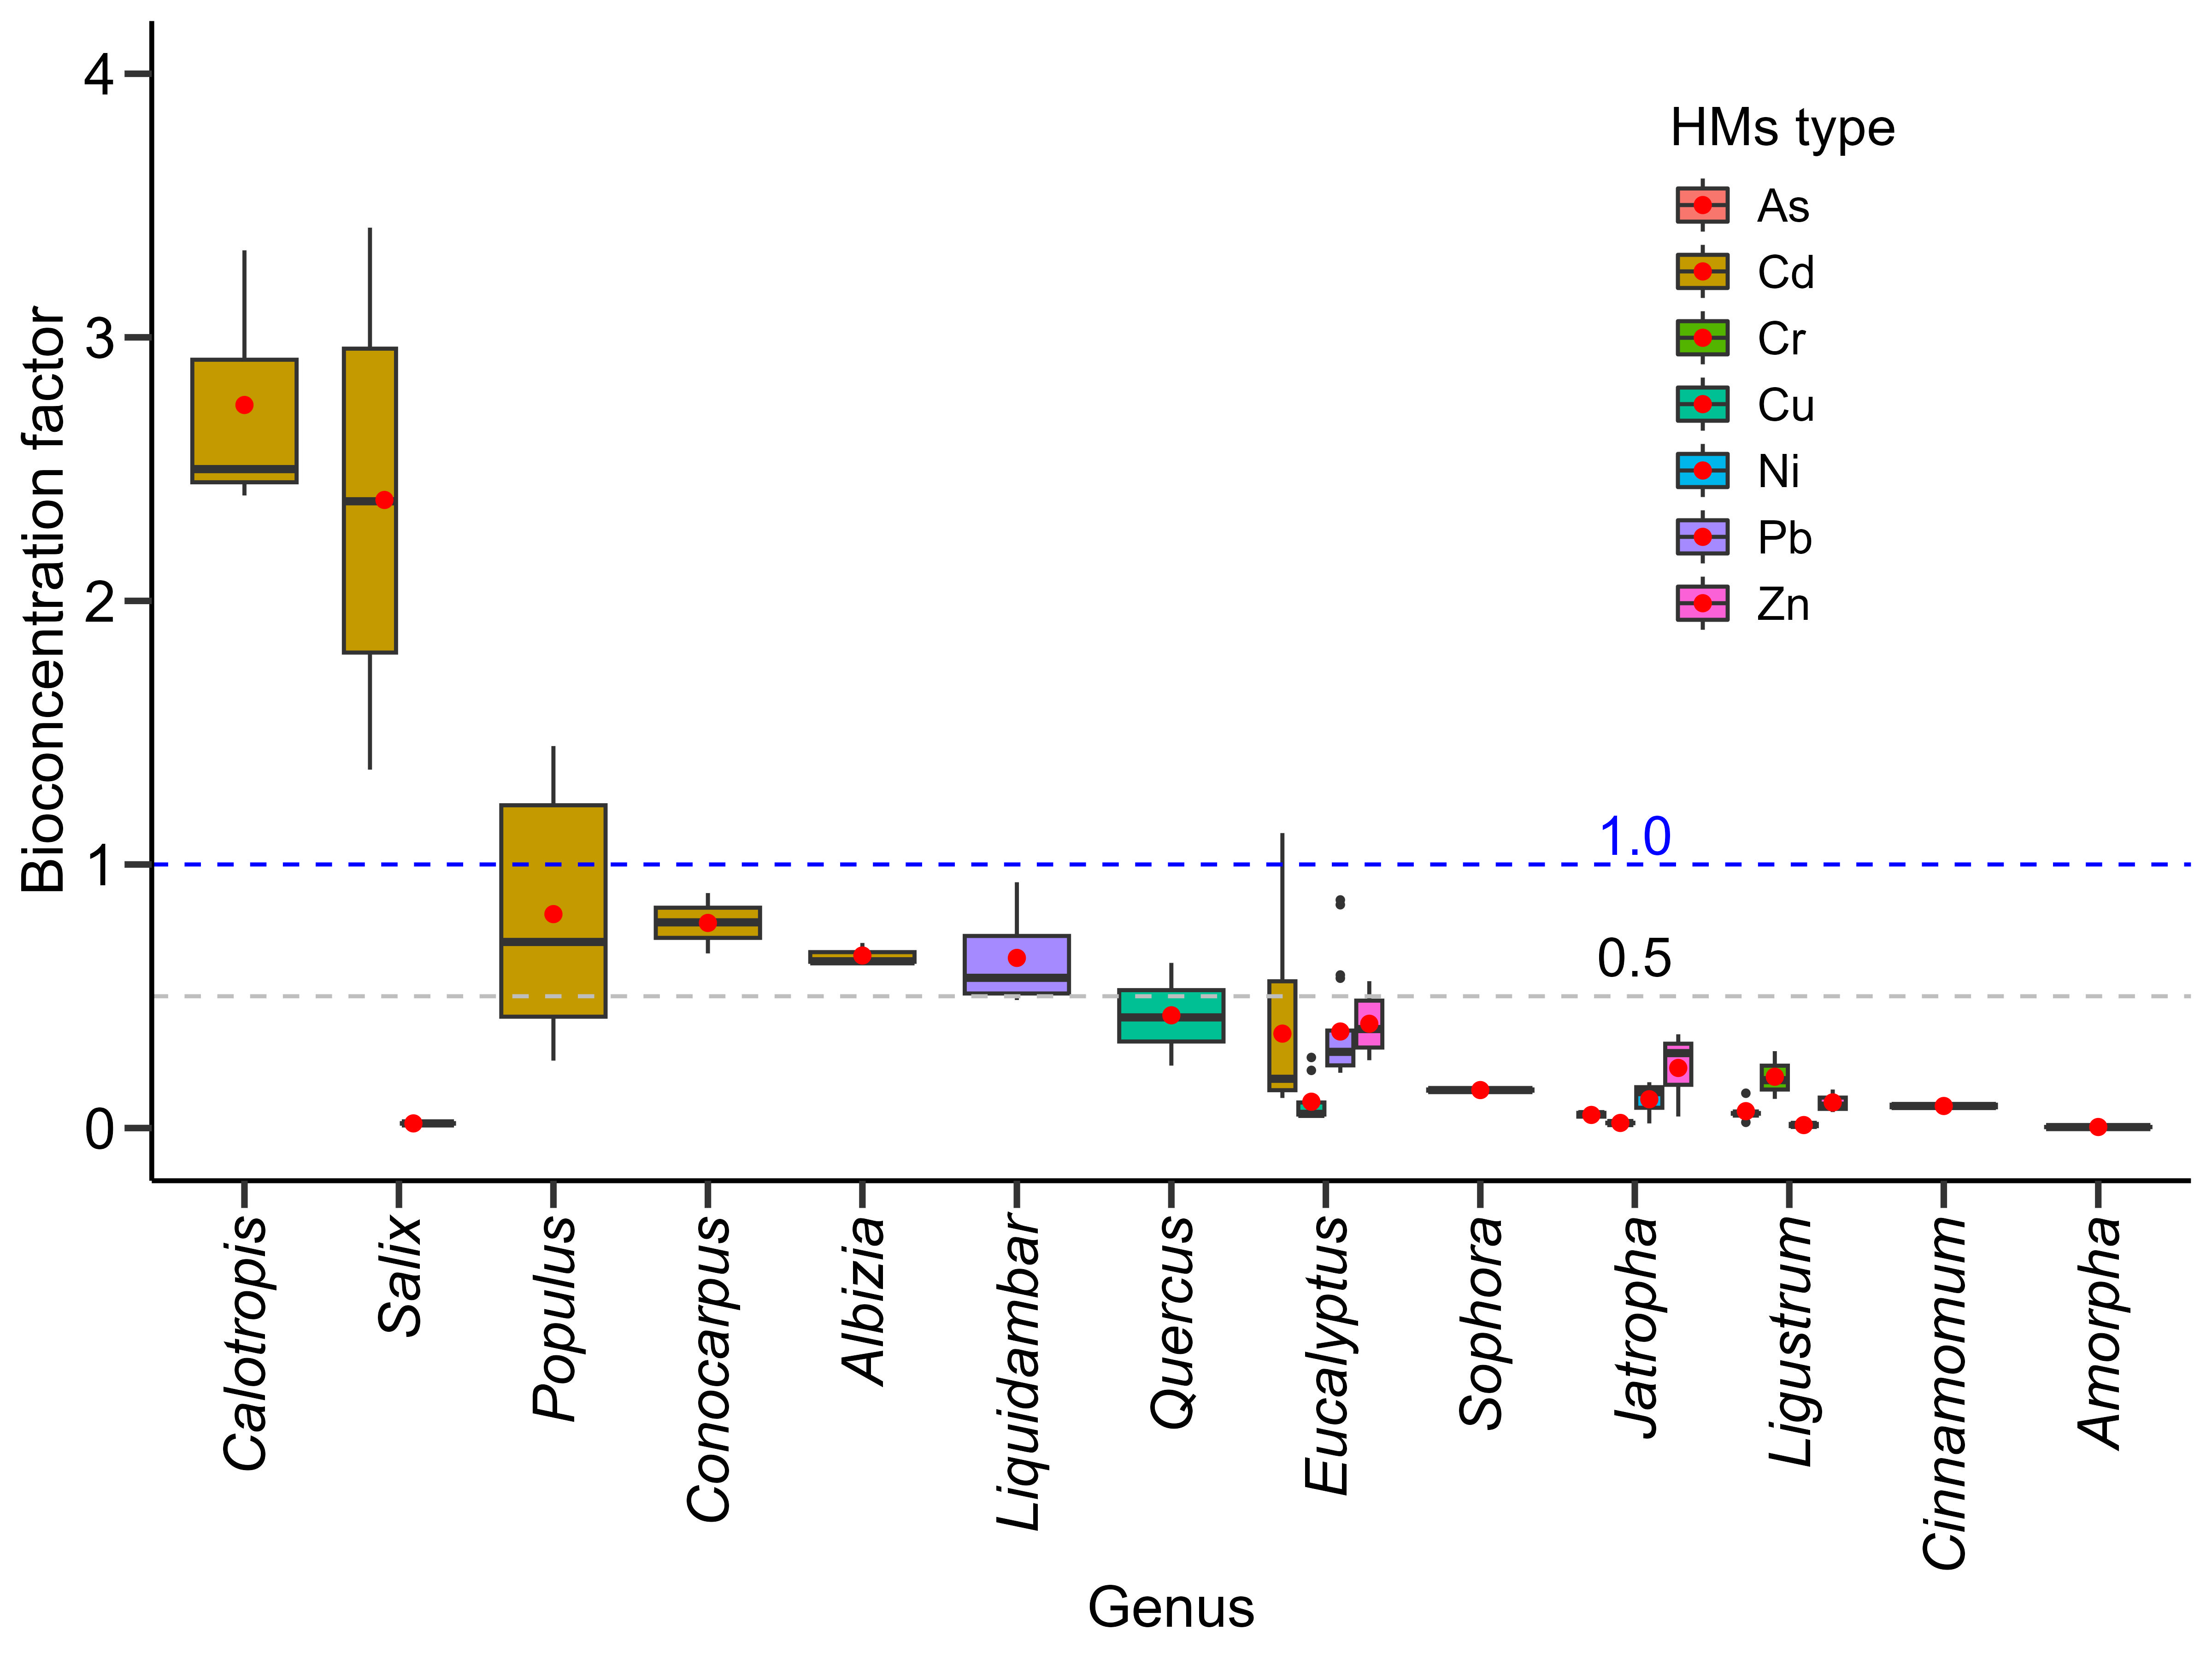 Bioconcentration factor
4
3
2
1
0
HMs type
As
Cd
Cr
Cu
Ni
Pb
Zn
1.0
0.5
Calotropis
Salix
Populus
Conocarpus
Albizia
Liquidambar
Quercus
Eucalyptus
Sophora
Jatropha
Ligustrum
Cinnamomum
Amorpha
Genus